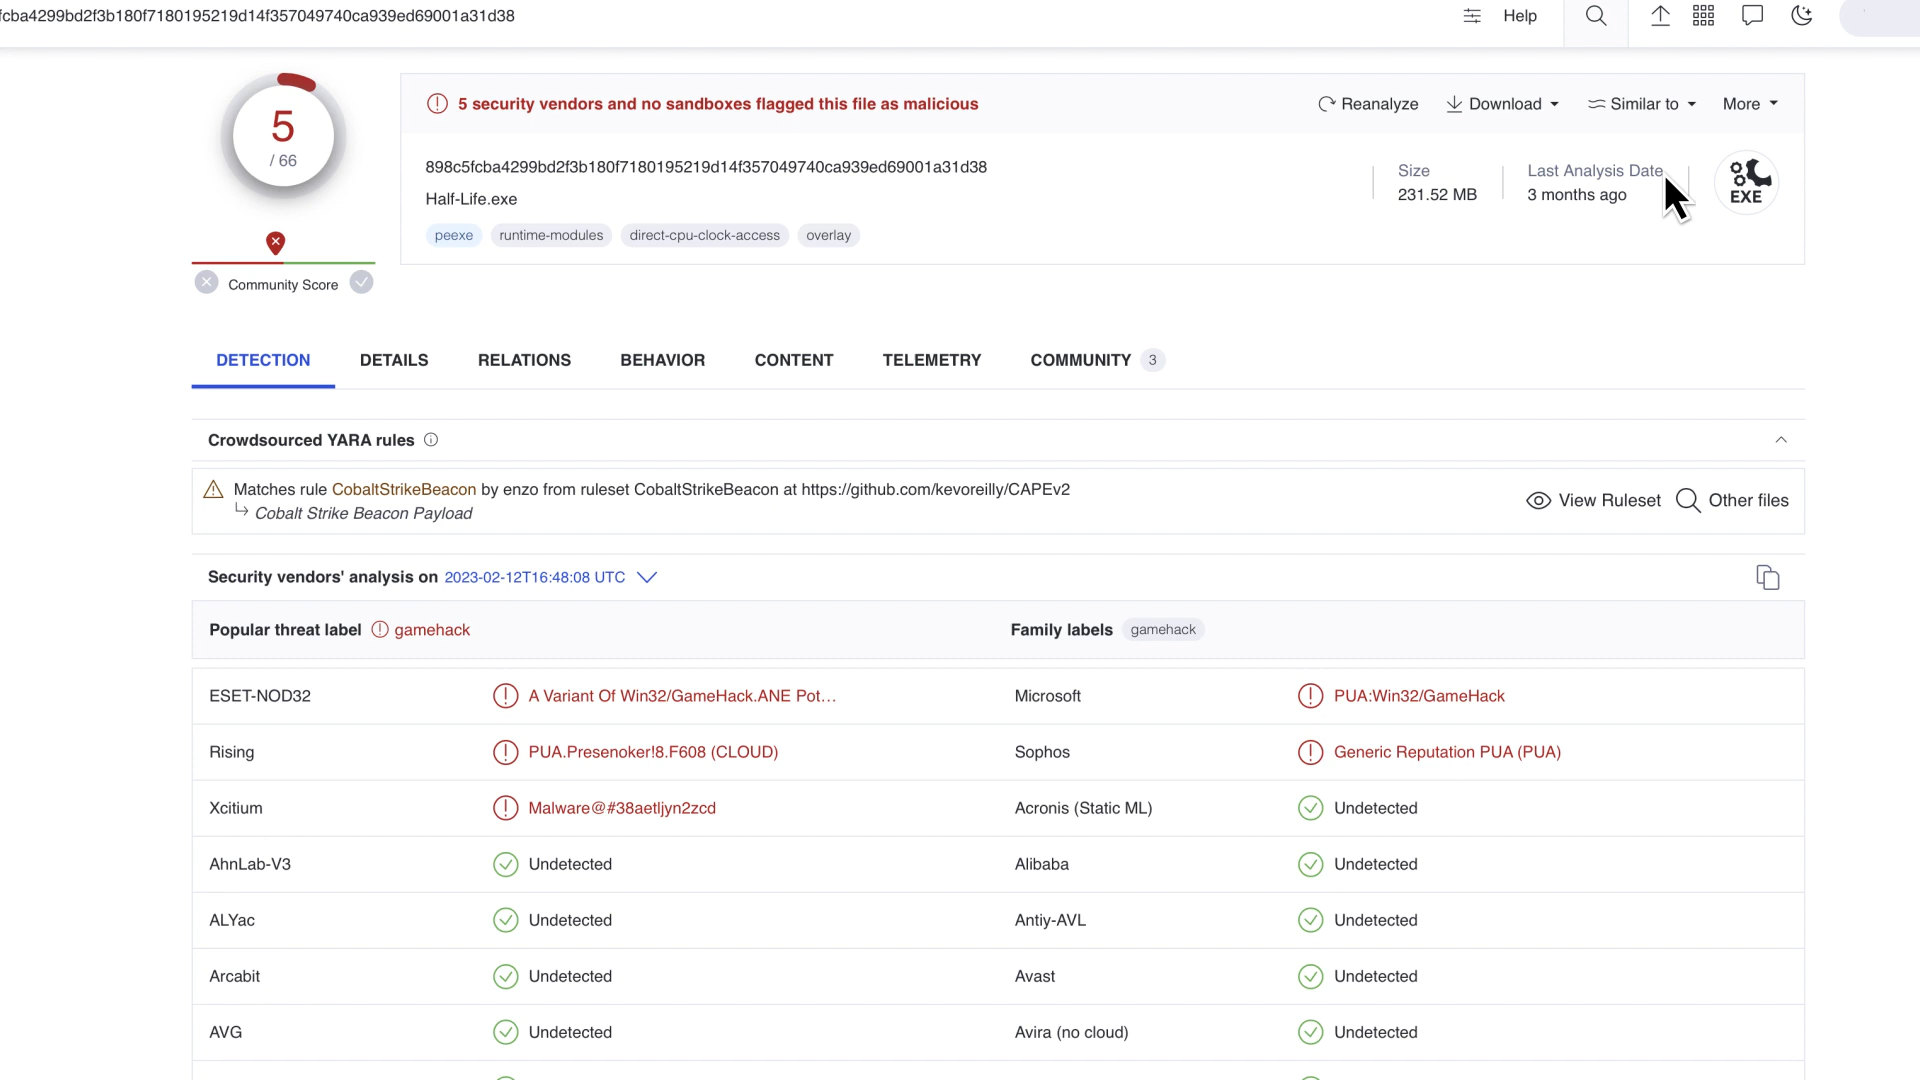 fcba4299bd2f3b180f7180195219d14f357049740ca939ed69001a31d38
Help
5
/ 66
Community Score
5 security vendors and no sandboxes flagged this file as malicious
Reanalyze
Download
Similar to
More
898c5fcba4299bd2f3b180f7180195219d14f357049740ca939ed69001a31d38
Half-Life.exe
peexe
runtime-modules
direct-cpu-clock-access
overlay
Size
231.52 MB
Last Analysis Date
3 months ago
EXE
DETECTION
DETAILS
RELATIONS
BEHAVIOR
CONTENT
TELEMETRY
COMMUNITY 3
Crowdsourced YARA rules
Matches rule CobaltStrikeBeacon by enzo from ruleset CobaltStrikeBeacon at https://github.com/kevoreilly/CAPEv2
Cobalt Strike Beacon Payload
View Ruleset
Other files
Security vendors' analysis on 2023-02-12T16:48:08 UTC
Popular threat label gamehack
Family labels gamehack
ESET-NOD32 A Variant Of Win32/GameHack.ANE Pot...
Microsoft PUA:Win32/GameHack
Rising PUA.Presenoker!8.F608 (CLOUD)
Sophos Generic Reputation PUA (PUA)
Xcitium Malware@#38aetljyn2zcd
Acronis (Static ML) Undetected
AhnLab-V3 Undetected
Alibaba Undetected
ALYac Undetected
Antiy-AVL Undetected
Arcabit Undetected
Avast Undetected
AVG Undetected
Avira (no cloud) Undetected